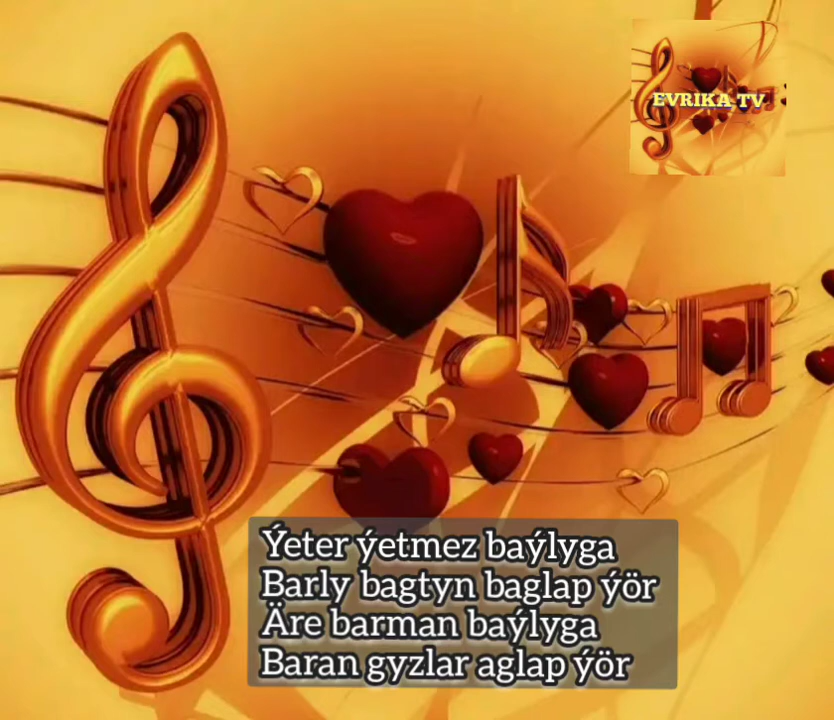 EVRIKA TV
Ýeter ýetmez baýlyga
Barly bagtyn baglap ýör
Äre barman baýlyga
Baran gyzlar aglap ýör